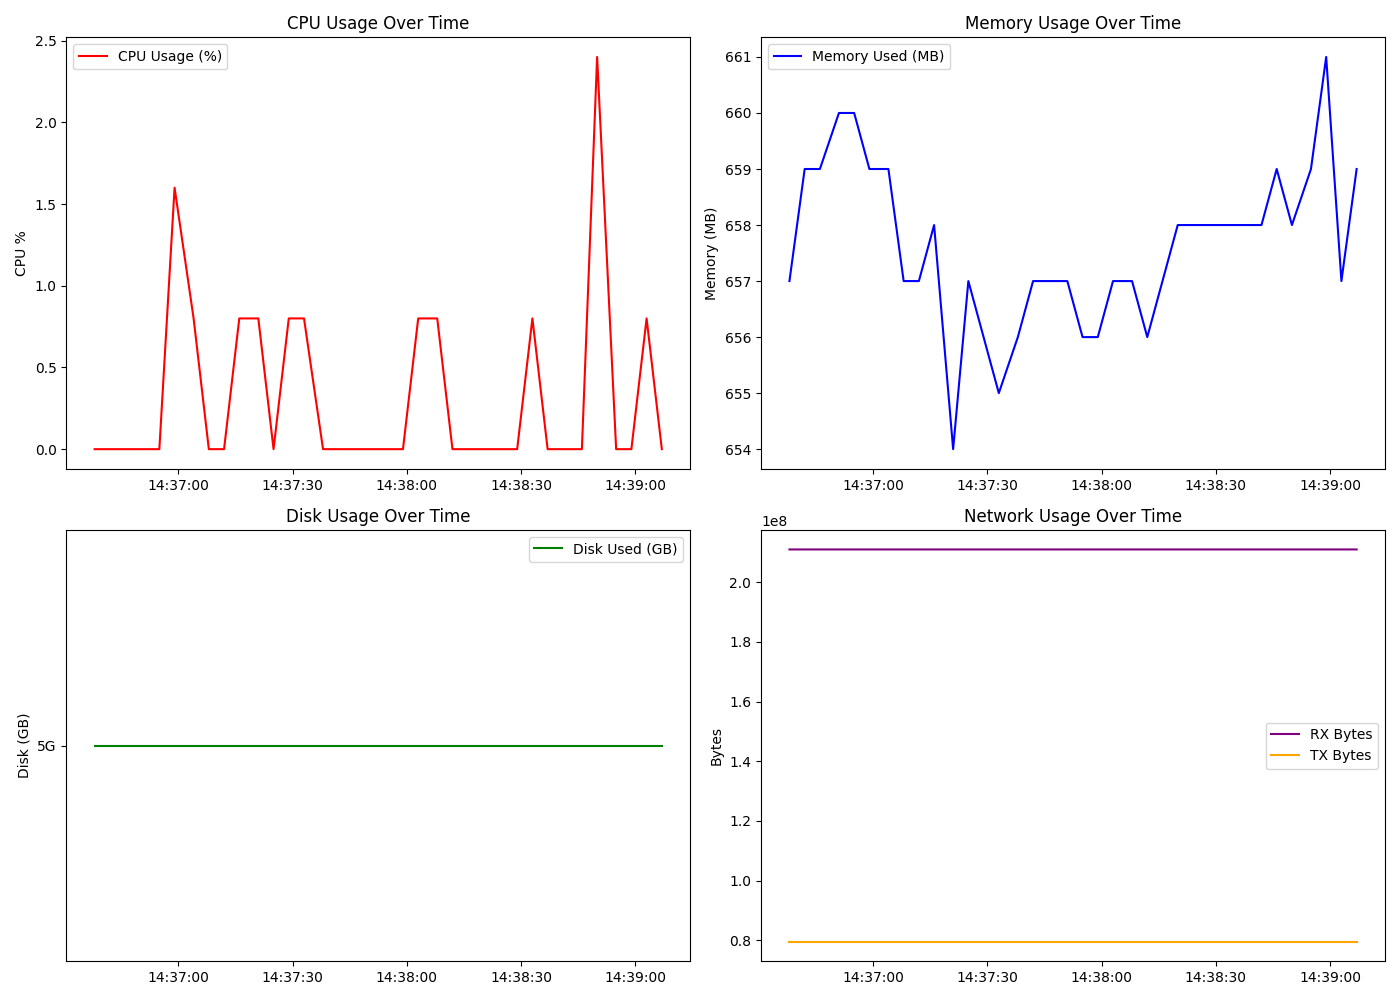 CPU Usage Over Time
CPU Usage (%)
CPU %
2.5
2.0
1.5
1.0
0.5
0.0
14:37:00 14:37:30 14:38:00 14:38:30 14:39:00
Memory Usage Over Time
Memory Used (MB)
Memory (MB)
661
660
659
658
657
656
655
654
14:37:00 14:37:30 14:38:00 14:38:30 14:39:00
Disk Usage Over Time
Disk Used (GB)
Disk (GB)
5G
14:37:00 14:37:30 14:38:00 14:38:30 14:39:00
Network Usage Over Time
1e8
RX Bytes
TX Bytes
Bytes
2.0
1.8
1.6
1.4
1.2
1.0
0.8
14:37:00 14:37:30 14:38:00 14:38:30 14:39:00